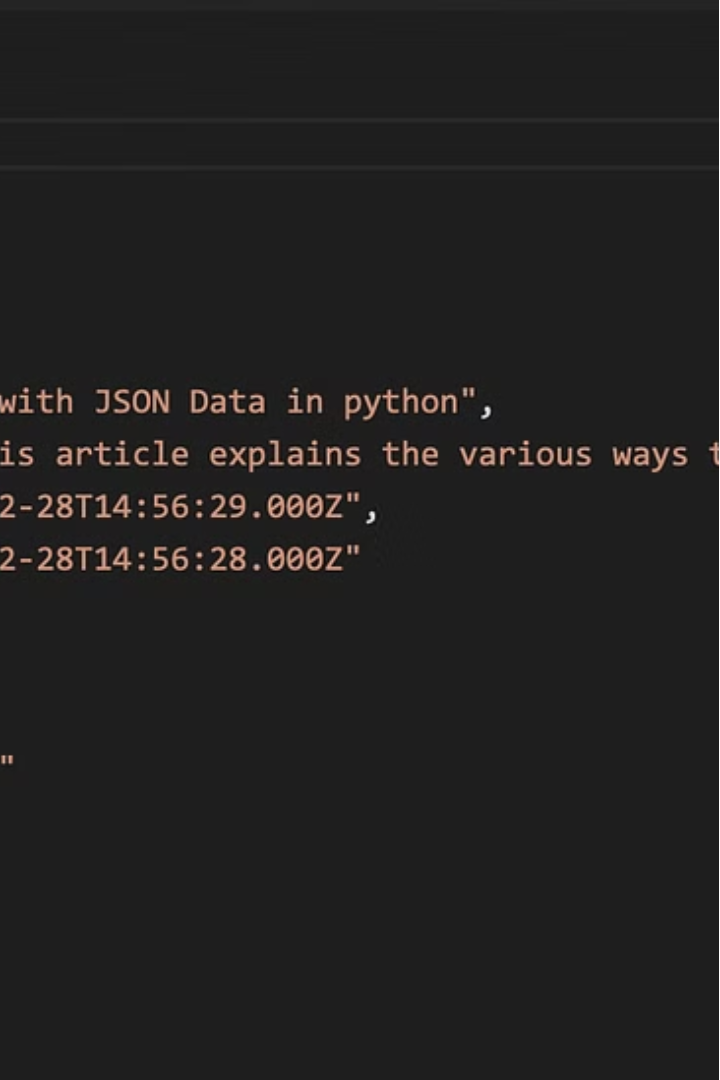 with JSON Data in python",
is article explains the various ways t
2-28T14:56:29.000Z",
2-28T14:56:28.000Z"
"